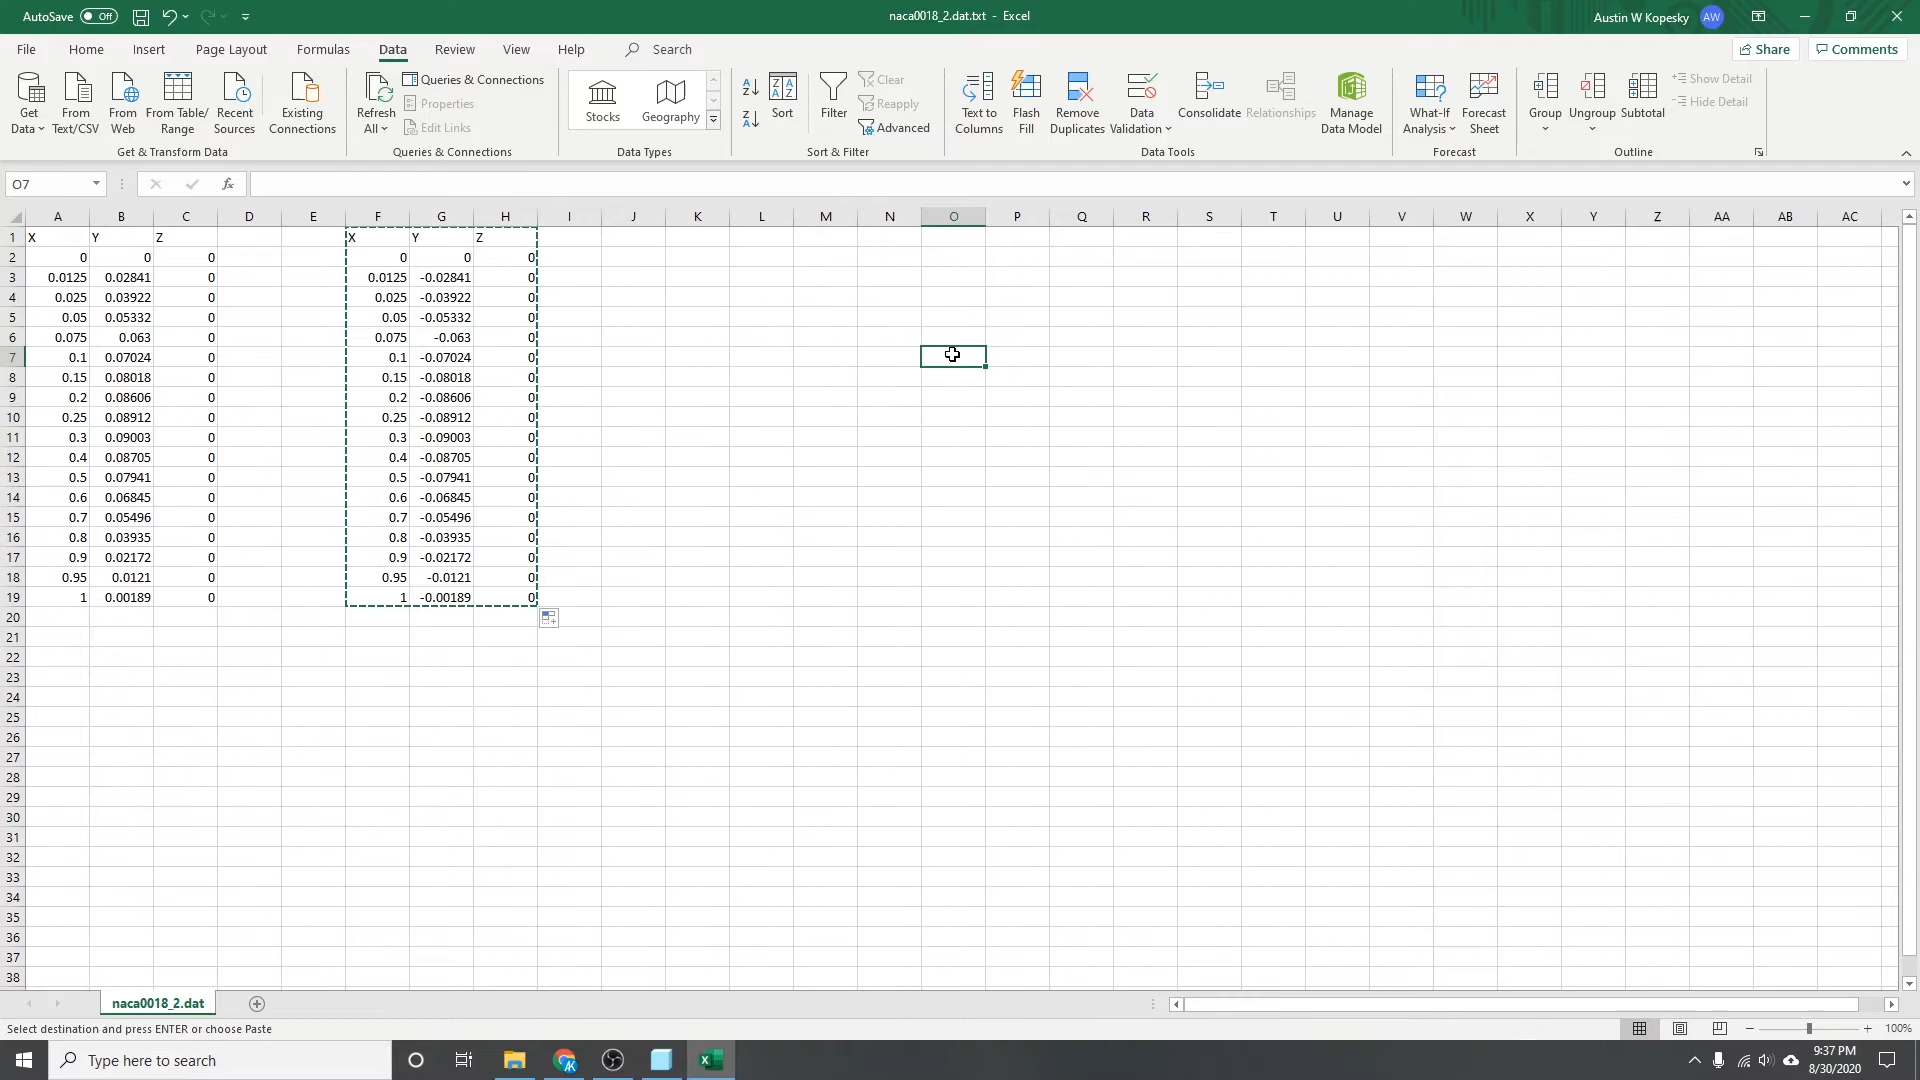 AutoSave Off naca0018_2.dat.txt - Excel Austin W Kopesky AW
File Home Insert Page Layout Formulas Data Review View Help Search Share Comments
Get Data From Text/CSV From Web From Table/Range Recent Sources Existing Connections
Get & Transform Data
Refresh All Queries & Connections Properties Edit Links
Queries & Connections
Stocks Geography
Data Types
Sort Filter Clear Reapply Advanced
Sort & Filter
Text to Columns Flash Fill Remove Duplicates Data Validation Consolidate Relationships Manage Data Model
Data Tools
What-If Analysis Forecast Sheet
Forecast
Group Ungroup Subtotal Show Detail Hide Detail
Outline
O7 fx
A B C D E F G H I J K L M N O P Q R S T U V W X Y Z AA AB AC
1 X Y Z X Y Z
2 0 0 0 0 0 0
3 0.0125 0.02841 0 0.0125 -0.02841 0
4 0.025 0.03922 0 0.025 -0.03922 0
5 0.05 0.05332 0 0.05 -0.05332 0
6 0.075 0.063 0 0.075 -0.063 0
7 0.1 0.07024 0 0.1 -0.07024 0
8 0.15 0.08018 0 0.15 -0.08018 0
9 0.2 0.08606 0 0.2 -0.08606 0
10 0.25 0.08912 0 0.25 -0.08912 0
11 0.3 0.09003 0 0.3 -0.09003 0
12 0.4 0.08705 0 0.4 -0.08705 0
13 0.5 0.07941 0 0.5 -0.07941 0
14 0.6 0.06845 0 0.6 -0.06845 0
15 0.7 0.05496 0 0.7 -0.05496 0
16 0.8 0.03935 0 0.8 -0.03935 0
17 0.9 0.02172 0 0.9 -0.02172 0
18 0.95 0.0121 0 0.95 -0.0121 0
19 1 0.00189 0 1 -0.00189 0
20
21
22
23
24
25
26
27
28
29
30
31
32
33
34
35
36
37
38
naca0018_2.dat
Select destination and press ENTER or choose Paste 100%
Type here to search 9:37 PM
8/30/2020